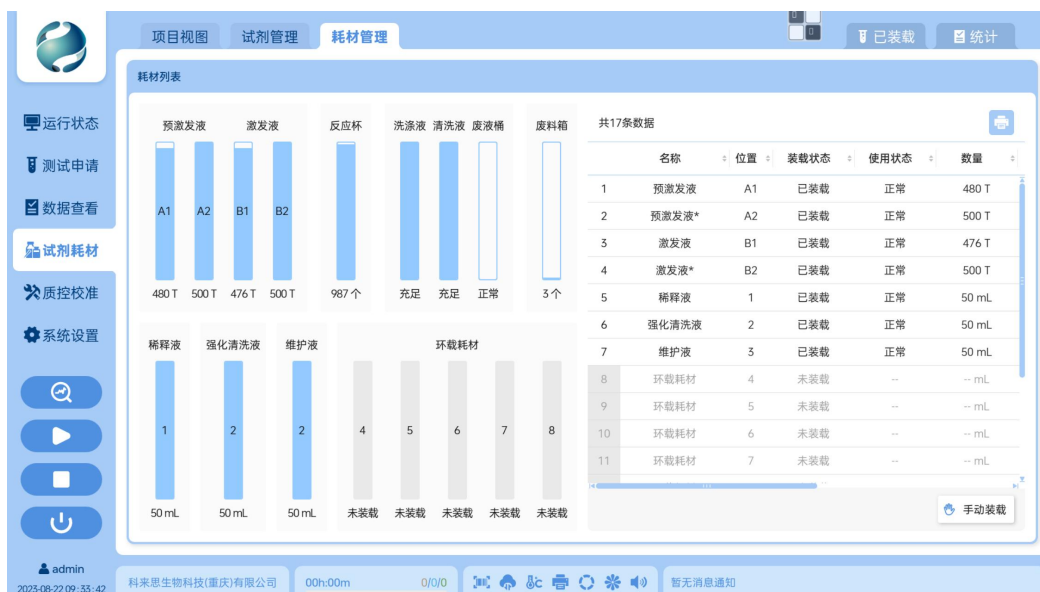 项目视图 试剂管理 耗材管理 已装载 统计
耗材列表
运行状态
测试申请
数据查看
试剂耗材
质控校准
系统设置
admin
2023-08-22 09:33:42
预激发液 激发液 反应杯 洗涤液 清洗液 废液桶 废料箱
A1 A2 B1 B2
480 T 500 T 476 T 500 T 987 个 充足 充足 正常 3 个
稀释液 强化清洗液 维护液 环载耗材
1 2 2 4 5 6 7 8
50 mL 50 mL 50 mL 未装载 未装载 未装载 未装载 未装载
共17条数据
名称 位置 装载状态 使用状态 数量
1 预激发液 A1 已装载 正常 480 T
2 预激发液* A2 已装载 正常 500 T
3 激发液 B1 已装载 正常 476 T
4 激发液* B2 已装载 正常 500 T
5 稀释液 1 已装载 正常 50 mL
6 强化清洗液 2 已装载 正常 50 mL
7 维护液 3 已装载 正常 50 mL
8 环载耗材 4 未装载 -- -- mL
9 环载耗材 5 未装载 -- -- mL
10 环载耗材 6 未装载 -- -- mL
11 环载耗材 7 未装载 -- -- mL
手动装载
科来思生物科技(重庆)有限公司 00h:00m 0/0/0 暂无消息通知